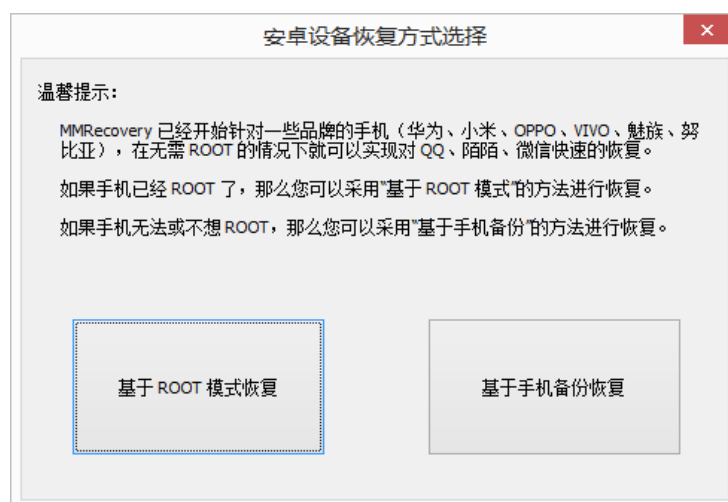 安卓设备恢复方式选择
温馨提示：
MMRecovery 已经开始针对一些品牌的手机（华为、小米、OPPO、VIVO、魅族、努
比亚），在无需 ROOT 的情况下就可以实现对 QQ、陌陌、微信快速的恢复。
如果手机已经 ROOT 了，那么您可以采用“基于 ROOT 模式”的方法进行恢复。
如果手机无法或不想 ROOT，那么您可以采用“基于手机备份”的方法进行恢复。
基于 ROOT 模式恢复
基于手机备份恢复